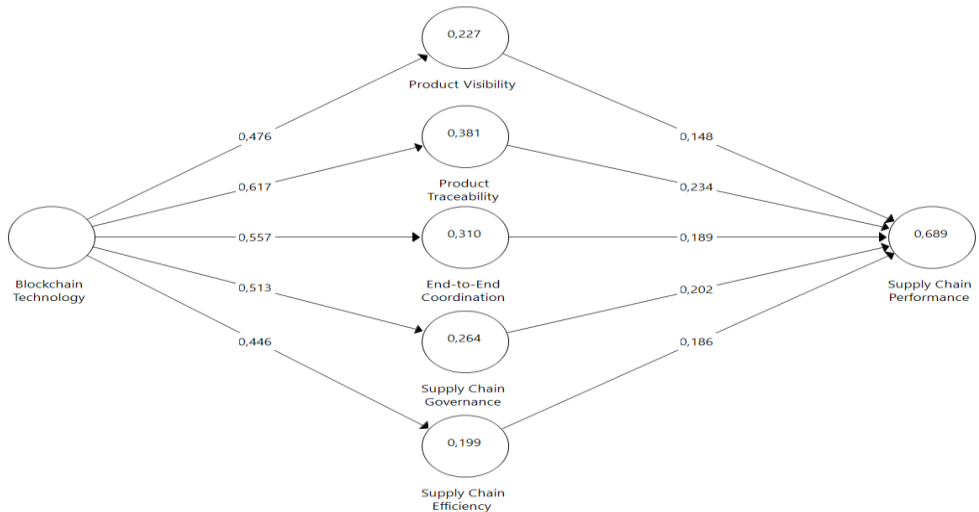 0,227
Product Visibility
0,476
0,148
0,381
Product
Traceability
0,617
0,234
Blockchain
Technology
0,557
0,310
End-to-End
Coordination
0,189
0,689
Supply Chain
Performance
0,513
0,264
Supply Chain
Governance
0,202
0,446
0,199
Supply Chain
Efficiency
0,186